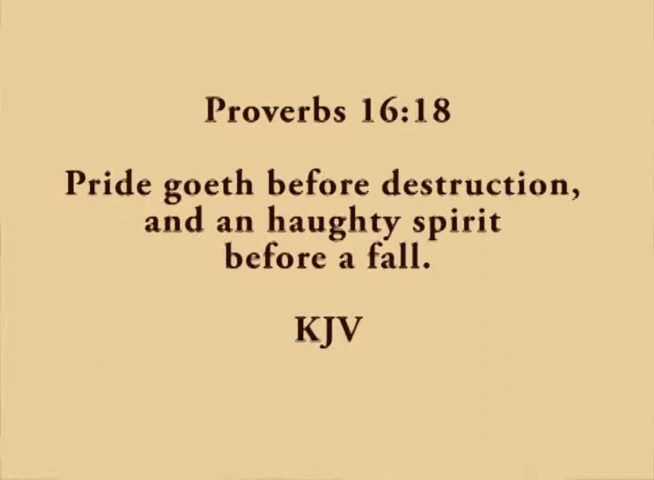 Proverbs 16:18
Pride goeth before destruction,
and an haughty spirit
before a fall.
KJV